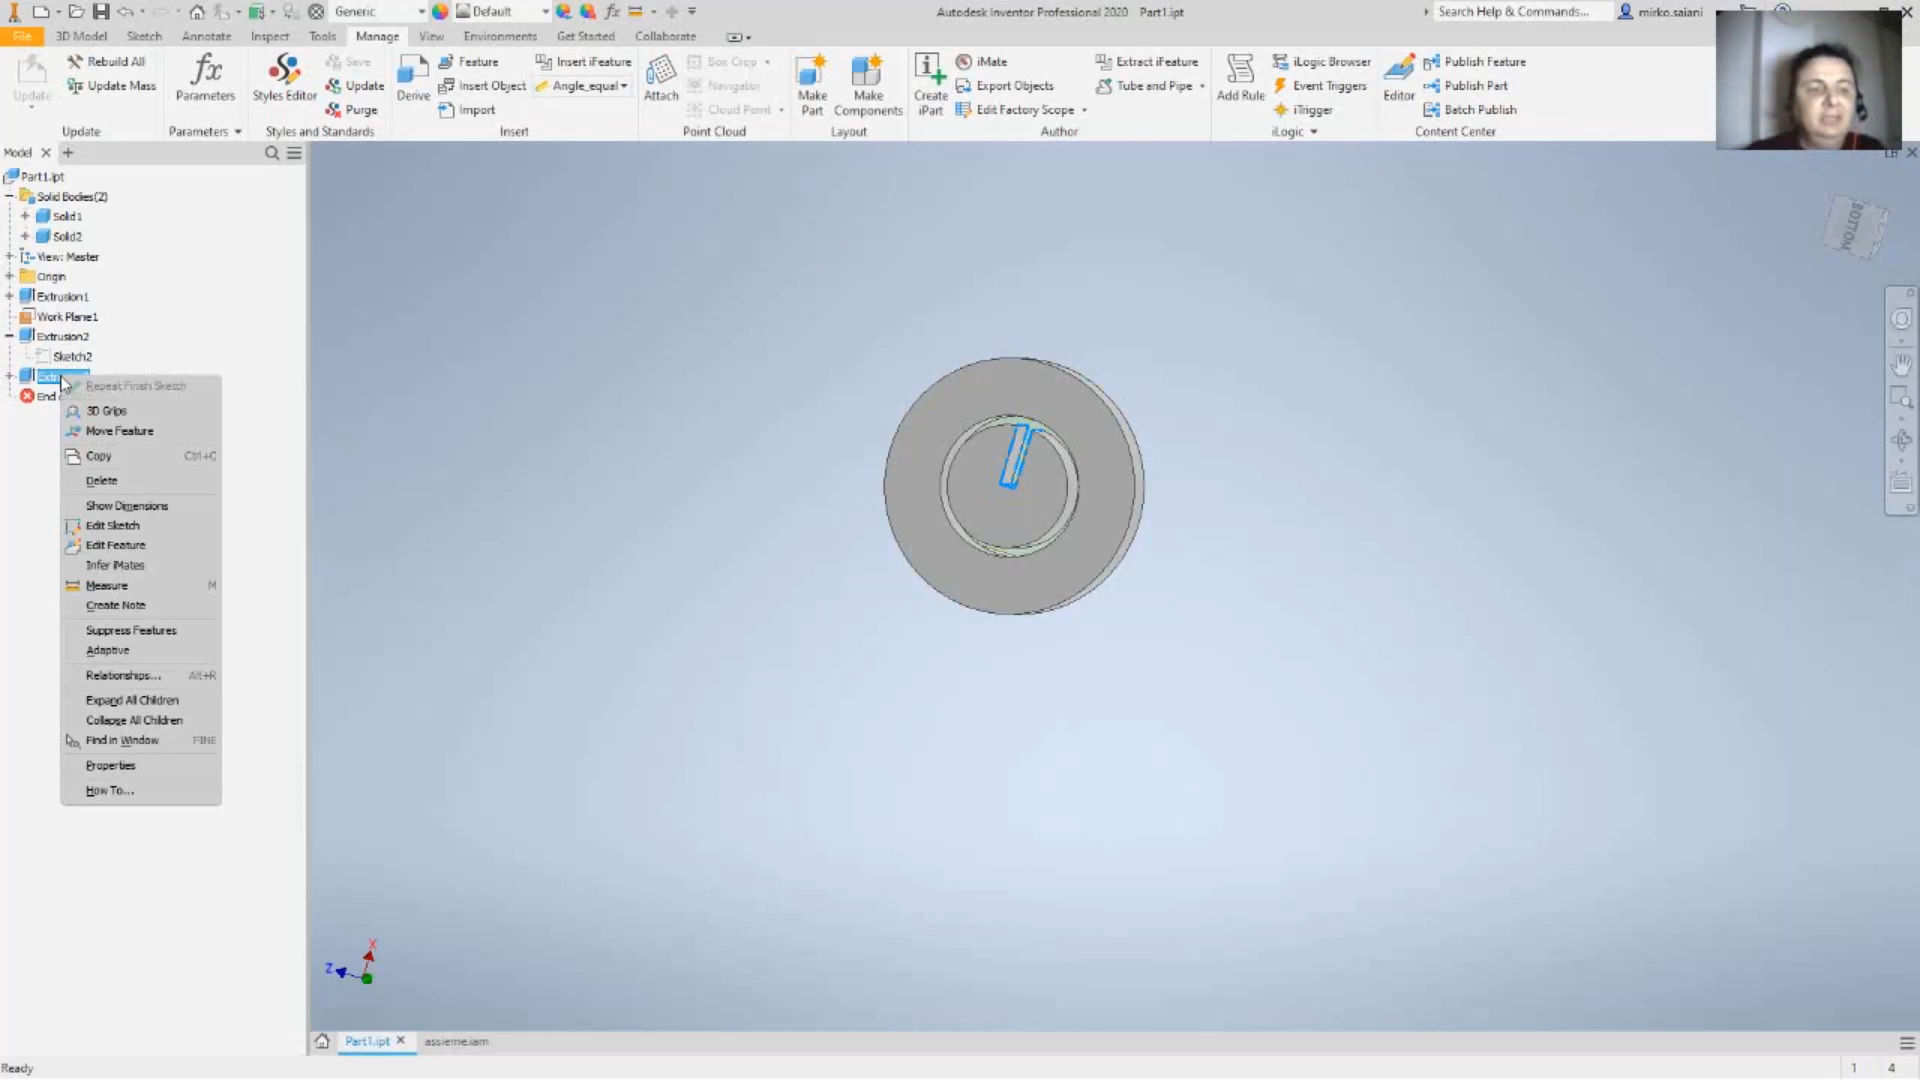 Generic
Default
Autodesk Inventor Professional 2020 Part1.ipt
Search Help & Commands...
mirko.saiani
File 3D Model Sketch Annotate Inspect Tools Manage View Environments Get Started Collaborate
Update
Rebuild All
Update Mass
Update
fx
Parameters
Parameters
Styles Editor
Save
Update
Purge
Styles and Standards
Derive
Feature
Insert Object
Import
Insert iFeature
Angle_equal
Insert
Attach
Box Crop
Navigator
Cloud Point
Point Cloud
Make Part
Make Components
Layout
Create iPart
iMate
Export Objects
Edit Factory Scope
Extract iFeature
Tube and Pipe
Author
Add Rule
iLogic Browser
Event Triggers
iTrigger
iLogic
Editor
Publish Feature
Publish Part
Batch Publish
Content Center
Model
Part1.ipt
Solid Bodies(2)
Solid1
Solid2
View: Master
Origin
Extrusion1
Work Plane1
Extrusion2
Sketch2
End
Repeat Finish Sketch
3D Grips
Move Feature
Copy Ctrl+C
Delete
Show Dimensions
Edit Sketch
Edit Feature
Infer iMates
Measure M
Create Note
Suppress Features
Adaptive
Relationships... Alt+R
Expand All Children
Collapse All Children
Find in Window FINE
Properties
How To...
BOTTOM
X
Z
Part1.ipt assieme.iam
Ready
1 4